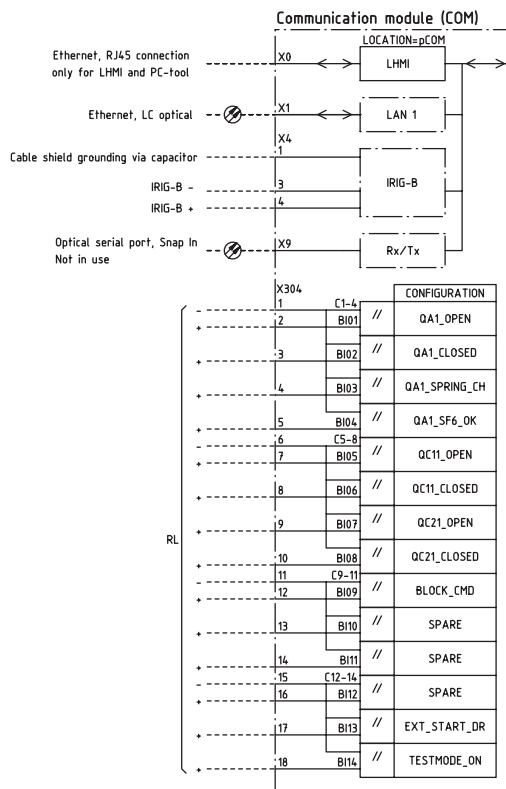 Communication module (COM)
LOCATION=pCOM
Ethernet, RJ45 connection
only for LHMI and PC-tool
X0
LHMI
Ethernet, LC optical
X1
LAN 1
X4
Cable shield grounding via capacitor
1
IRIG-B
IRIG-B -
3
IRIG-B +
4
Optical serial port, Snap In
Not in use
X9
Rx/Tx
X304
CONFIGURATION
- 1 C1-4
+ 2 BI01 // QA1_OPEN
+ 3 BI02 // QA1_CLOSED
+ 4 BI03 // QA1_SPRING_CH
+ 5 BI04 // QA1_SF6_OK
- 6 C5-8
+ 7 BI05 // QC11_OPEN
+ 8 BI06 // QC11_CLOSED
+ 9 BI07 // QC21_OPEN
RL
+ 10 BI08 // QC21_CLOSED
- 11 C9-11
+ 12 BI09 // BLOCK_CMD
+ 13 BI10 // SPARE
+ 14 BI11 // SPARE
- 15 C12-14
+ 16 BI12 // SPARE
+ 17 BI13 // EXT_START_DR
+ 18 BI14 // TESTMODE_ON